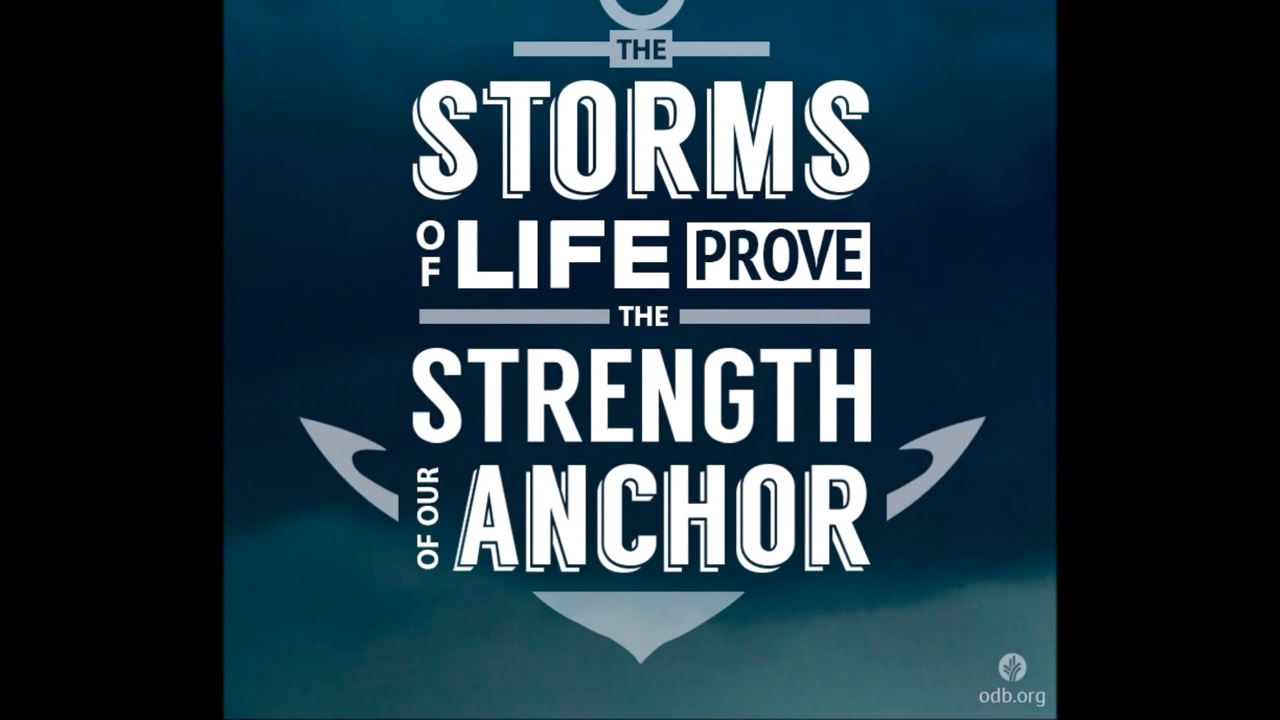 THE
STORMS
OF LIFE PROVE
THE
STRENGTH
OF OUR ANCHOR
odb.org